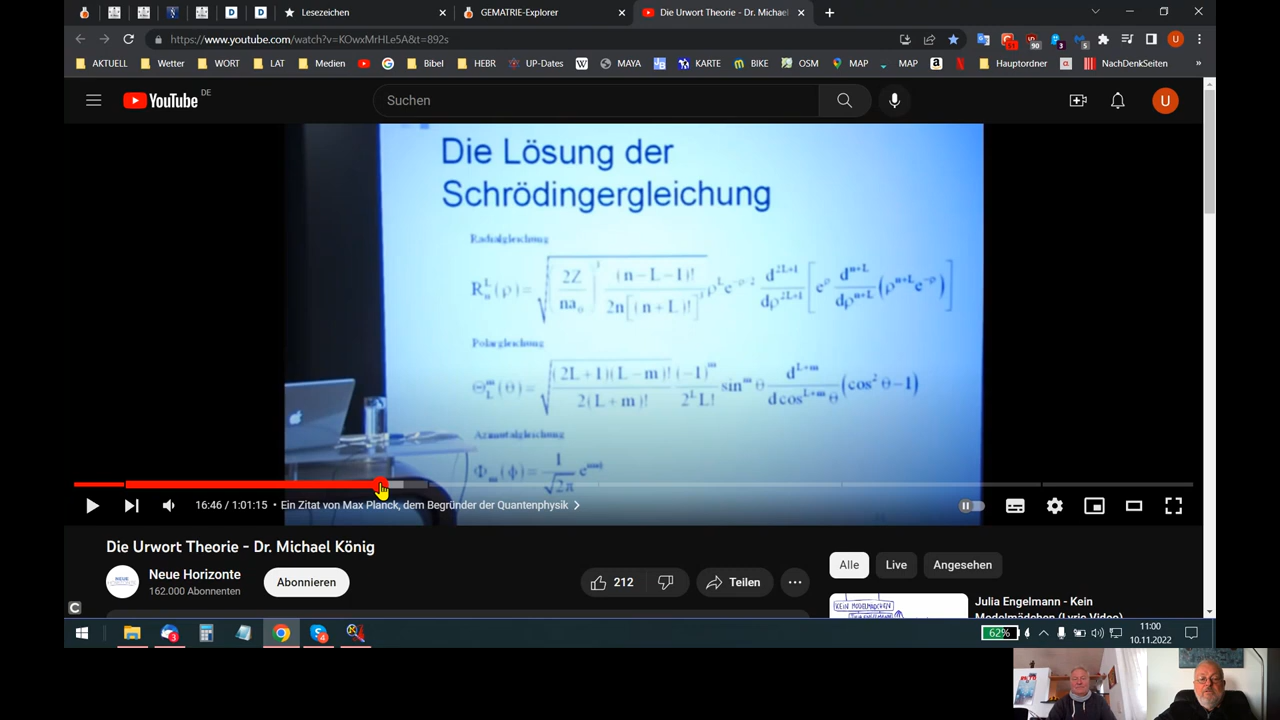 Lesezeichen
GEMATRIE-Explorer
Die Urwort Theorie - Dr. Michael
https://www.youtube.com/watch?v=KOwxMrHLe5A&t=892s
51
90
3
5
U
AKTUELL
Wetter
WORT
LAT
Medien
Bibel
HEBR
UP-Dates
MAYA
KARTE
BIKE
OSM
MAP
MAP
Hauptordner
NachDenkSeiten
»
YouTube DE
Suchen
U
Die Lösung der
Schrödingergleichung
Radialgleichung
Polargleichung
Azimutalgleichung
16:46 / 1:01:15 • Ein Zitat von Max Planck, dem Begründer der Quantenphysik
Die Urwort Theorie - Dr. Michael König
Neue Horizonte
162.000 Abonnenten
Abonnieren
212
Teilen
Alle
Live
Angesehen
Julia Engelmann - Kein
62%
11:00
10.11.2022